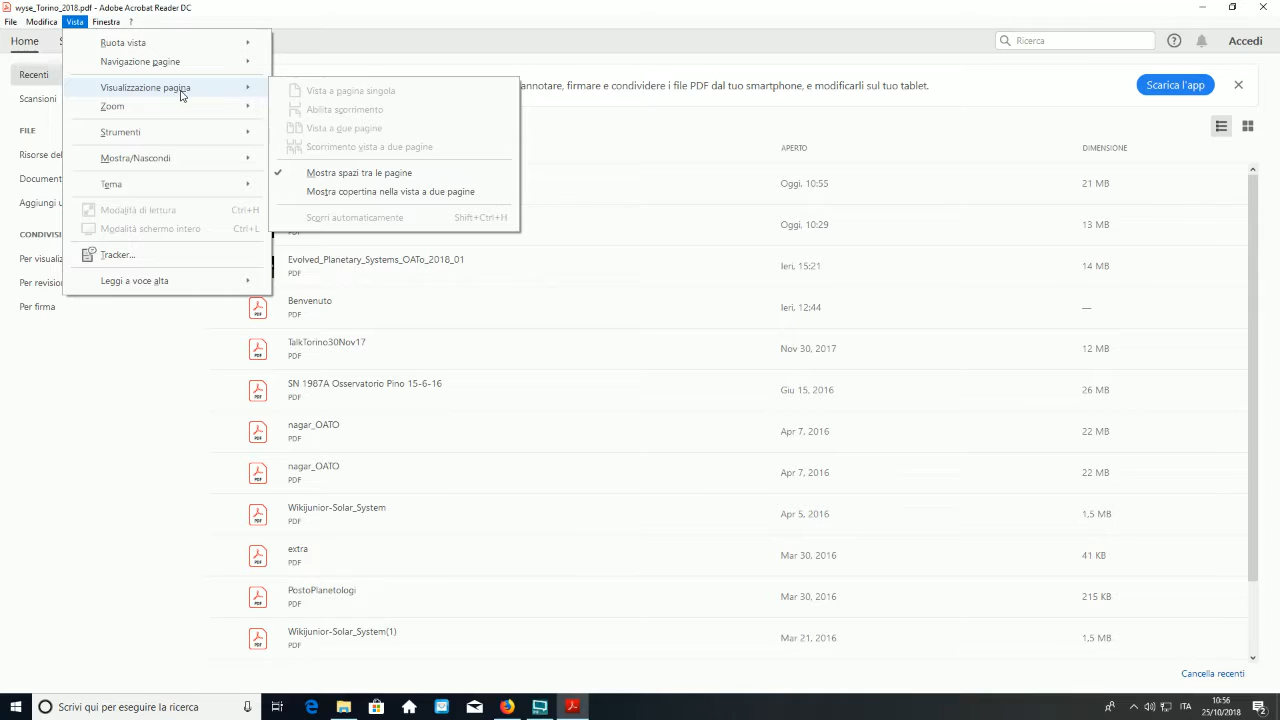 wyse_Torino_2018.pdf - Adobe Acrobat Reader DC
File Modifica Vista Finestra ?
Home Ricerca Accedi
Recenti
Scansioni
FILE
Risorse del
Document
Aggiungi u
CONDIVISI
Per visualiz
Per revision
Per firma
Ruota vista
Navigazione pagine
Visualizzazione pagina
Zoom
Strumenti
Mostra/Nascondi
Tema
Modalità di lettura Ctrl+H
Modalità schermo intero Ctrl+L
Tracker...
Leggi a voce alta
Vista a pagina singola
Abilita scorrimento
Vista a due pagine
Scorrimento vista a due pagine
Mostra spazi tra le pagine
Mostra copertina nella vista a due pagine
Scorri automaticamente Shift+Ctrl+H
annotare, firmare e condividere i file PDF dal tuo smartphone, e modificarli sul tuo tablet.
Scarica l'app
APERTO DIMENSIONE
Oggi, 10:55 21 MB
Oggi, 10:29 13 MB
PDF
Evolved_Planetary_Systems_OATo_2018_01 Ieri, 15:21 14 MB
PDF
Benvenuto Ieri, 12:44 —
PDF
TalkTorino30Nov17 Nov 30, 2017 12 MB
PDF
SN 1987A Osservatorio Pino 15-6-16 Giu 15, 2016 26 MB
PDF
nagar_OATO Apr 7, 2016 22 MB
PDF
nagar_OATO Apr 7, 2016 22 MB
PDF
Wikijunior-Solar_System Apr 5, 2016 1,5 MB
PDF
extra Mar 30, 2016 41 KB
PDF
PostoPlanetologi Mar 30, 2016 215 KB
PDF
Wikijunior-Solar_System(1) Mar 21, 2016 1,5 MB
PDF
Cancella recenti
Scrivi qui per eseguire la ricerca
ITA
10:56
25/10/2018
2